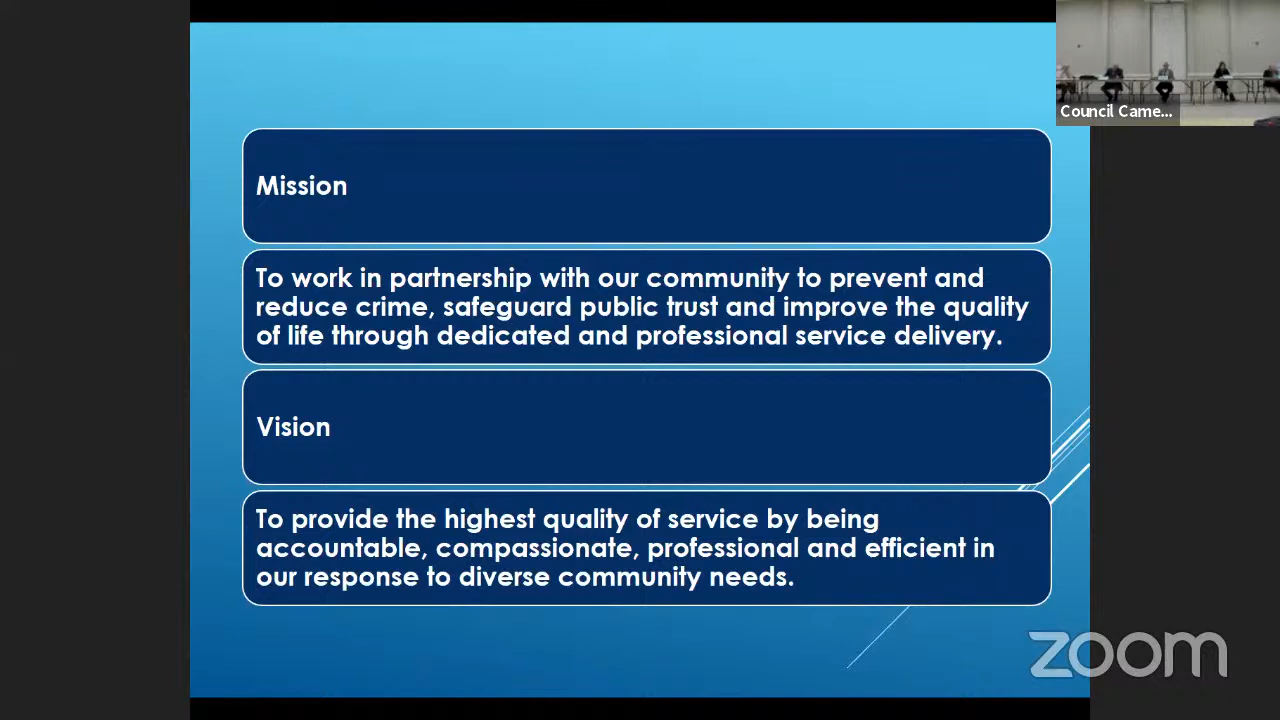 Council Came...
Mission
To work in partnership with our community to prevent and
reduce crime, safeguard public trust and improve the quality
of life through dedicated and professional service delivery.
Vision
To provide the highest quality of service by being
accountable, compassionate, professional and efficient in
our response to diverse community needs.
zoom